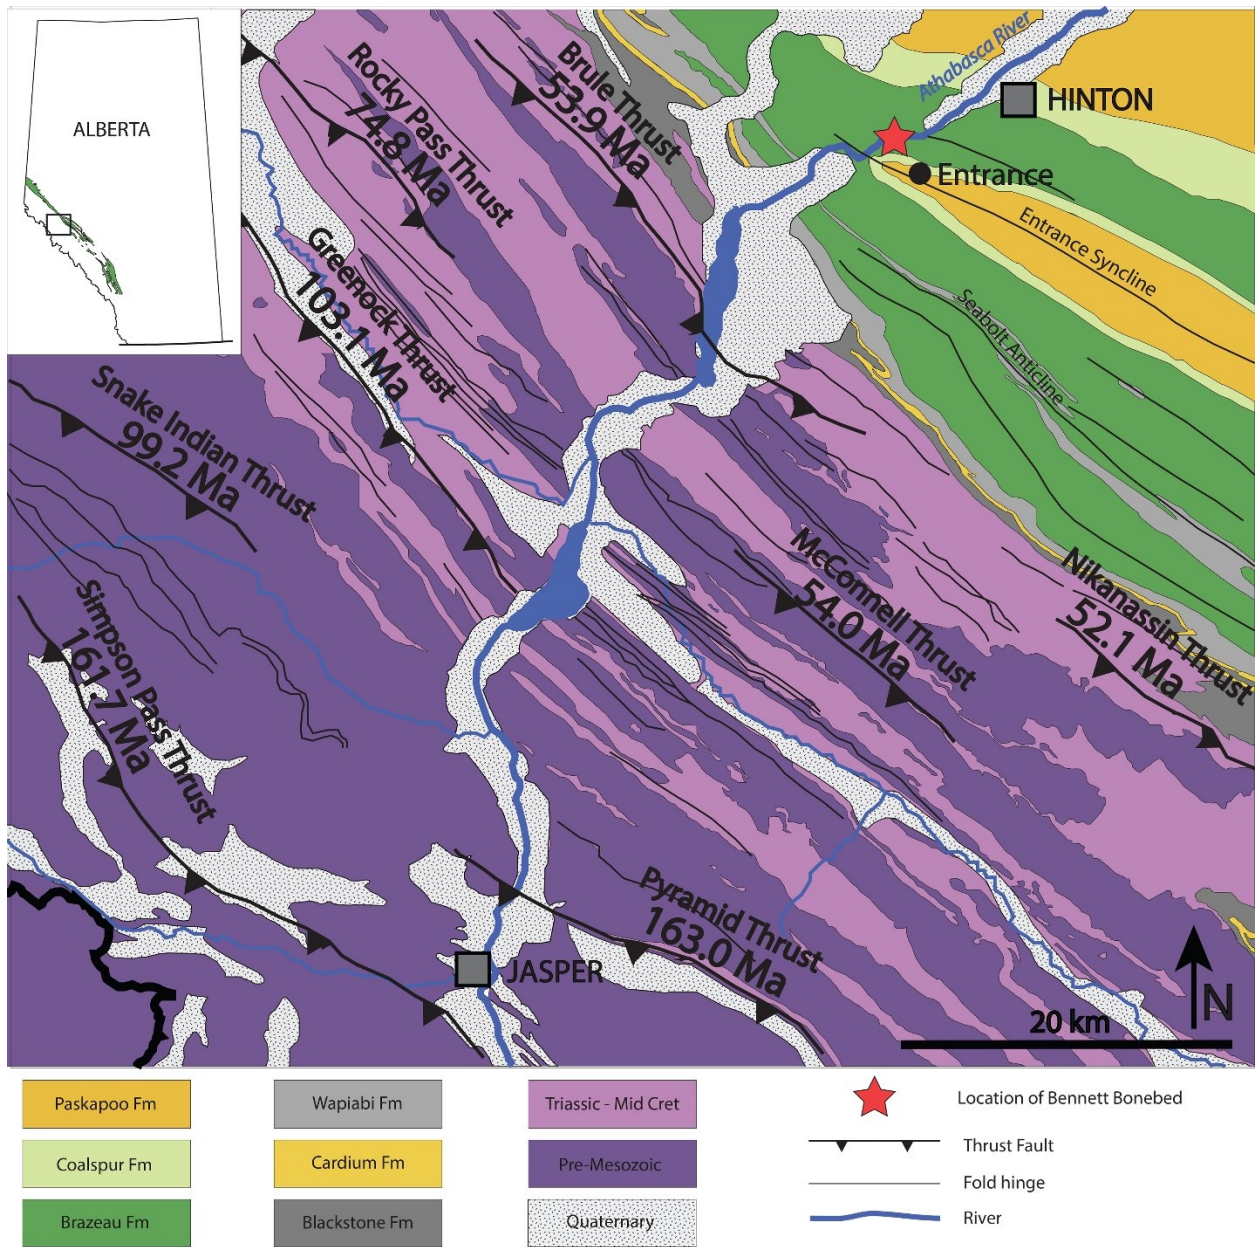 ALBERTA
Rocky Pass Thrust
74.8 Ma
Brule Thrust
53.9 Ma
Athabasca River
HINTON
Entrance
Entrance Syncline
Seabolt Anticline
Greenock Thrust
103.1 Ma
Snake Indian Thrust
99.2 Ma
Simpson Pass Thrust
161.7 Ma
McConnell Thrust
54.0 Ma
Nikanassin Thrust
52.1 Ma
Pyramid Thrust
163.0 Ma
JASPER
N
20 km
Paskapoo Fm
Wapiabi Fm
Triassic - Mid Cret
Location of Bennett Bonebed
Coalspur Fm
Cardium Fm
Pre-Mesozoic
Thrust Fault
Fold hinge
Brazeau Fm
Blackstone Fm
Quaternary
River